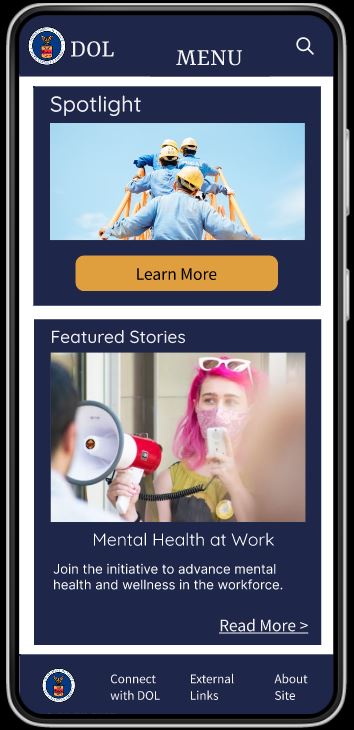 DOL
MENU
Spotlight
Learn More
Featured Stories
Mental Health at Work
Join the initiative to advance mental
health and wellness in the workforce.
Read More >
Connect
with DOL
External
Links
About
Site